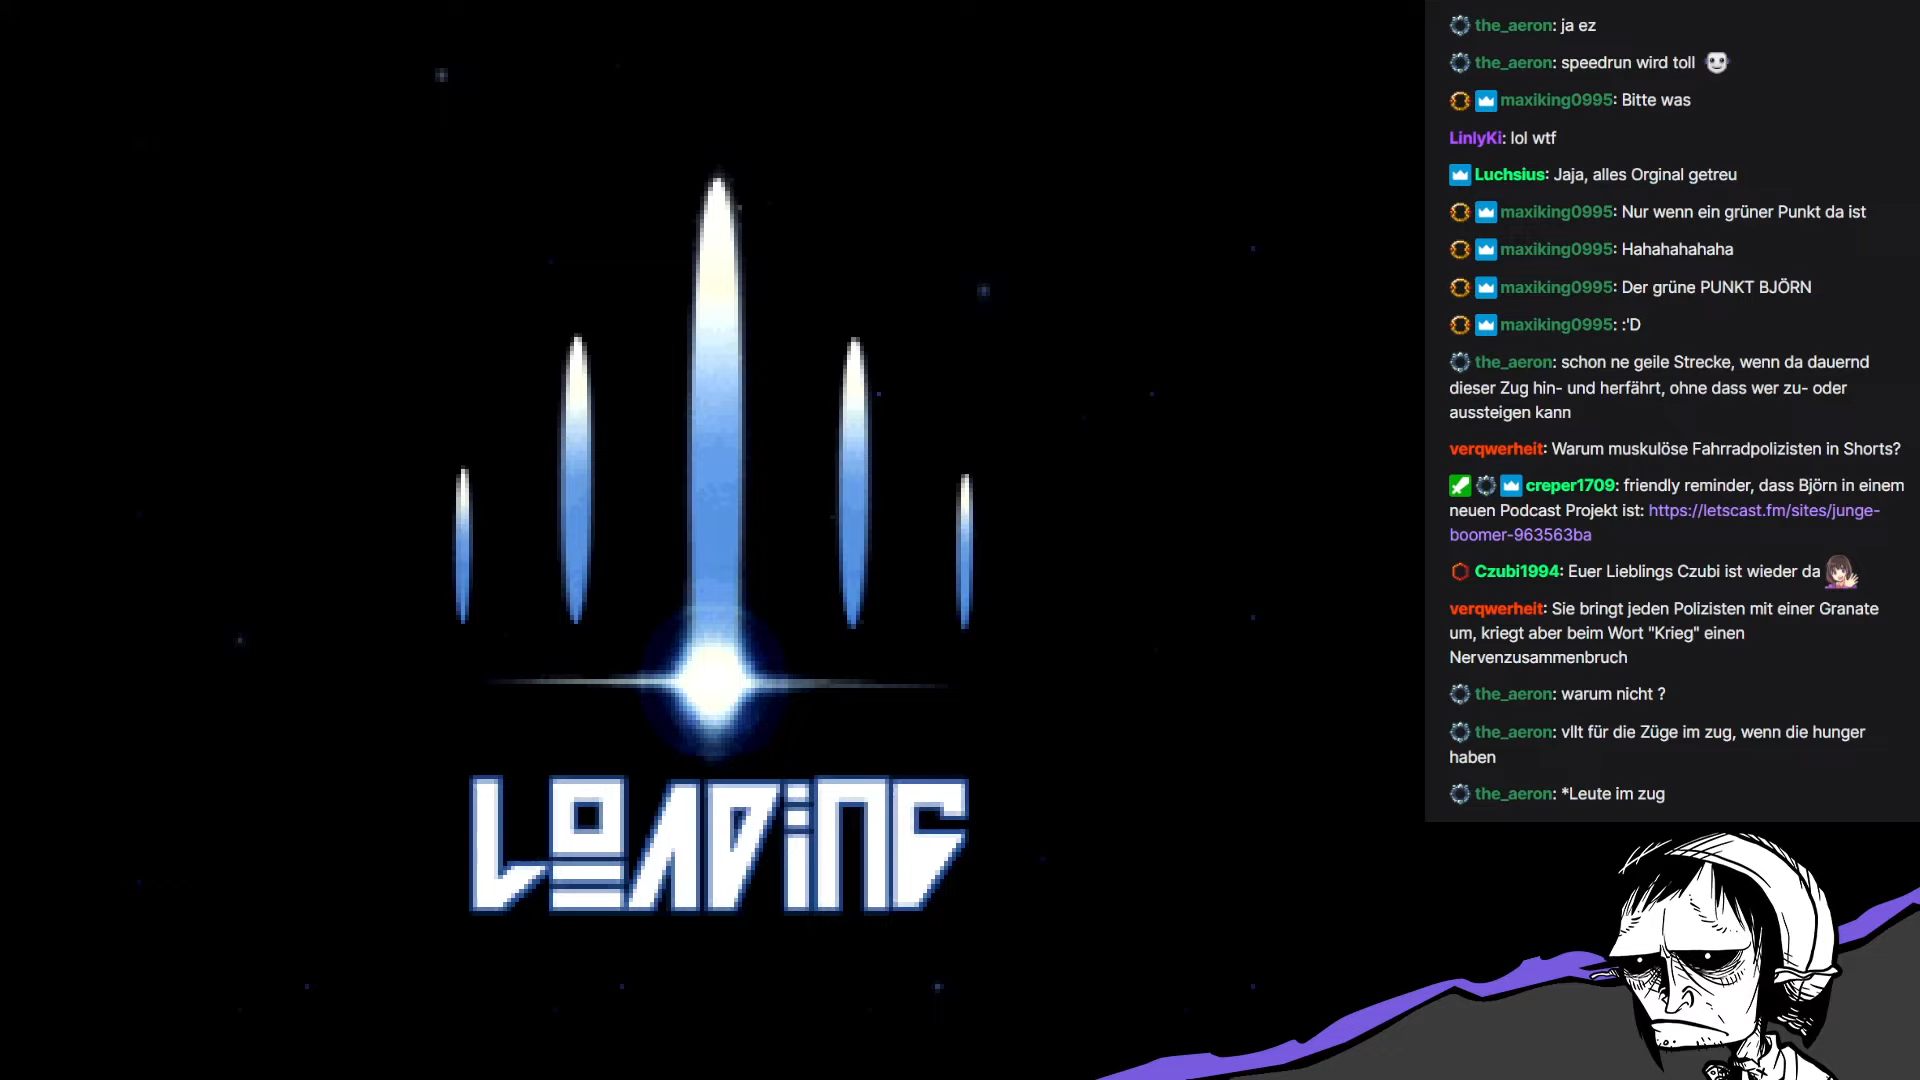 the_aeron: ja ez
the_aeron: speedrun wird toll
maxiking0995: Bitte was
LinlyKi: lol wtf
Luchsius: Jaja, alles Orginal getreu
maxiking0995: Nur wenn ein grüner Punkt da ist
maxiking0995: Hahahahahaha
maxiking0995: Der grüne PUNKT BJÖRN
maxiking0995: :'D
the_aeron: schon ne geile Strecke, wenn da dauernd
dieser Zug hin- und herfährt, ohne dass wer zu- oder
aussteigen kann
verqwerheit: Warum muskulöse Fahrradpolizisten in Shorts?
creper1709: friendly reminder, dass Björn in einem
neuen Podcast Projekt ist: https://letscast.fm/sites/junge-
boomer-963563ba
Czubi1994: Euer Lieblings Czubi ist wieder da
verqwerheit: Sie bringt jeden Polizisten mit einer Granate
um, kriegt aber beim Wort "Krieg" einen
Nervenzusammenbruch
the_aeron: warum nicht ?
the_aeron: vllt für die Züge im zug, wenn die hunger
haben
the_aeron: *Leute im zug
LOADiNG